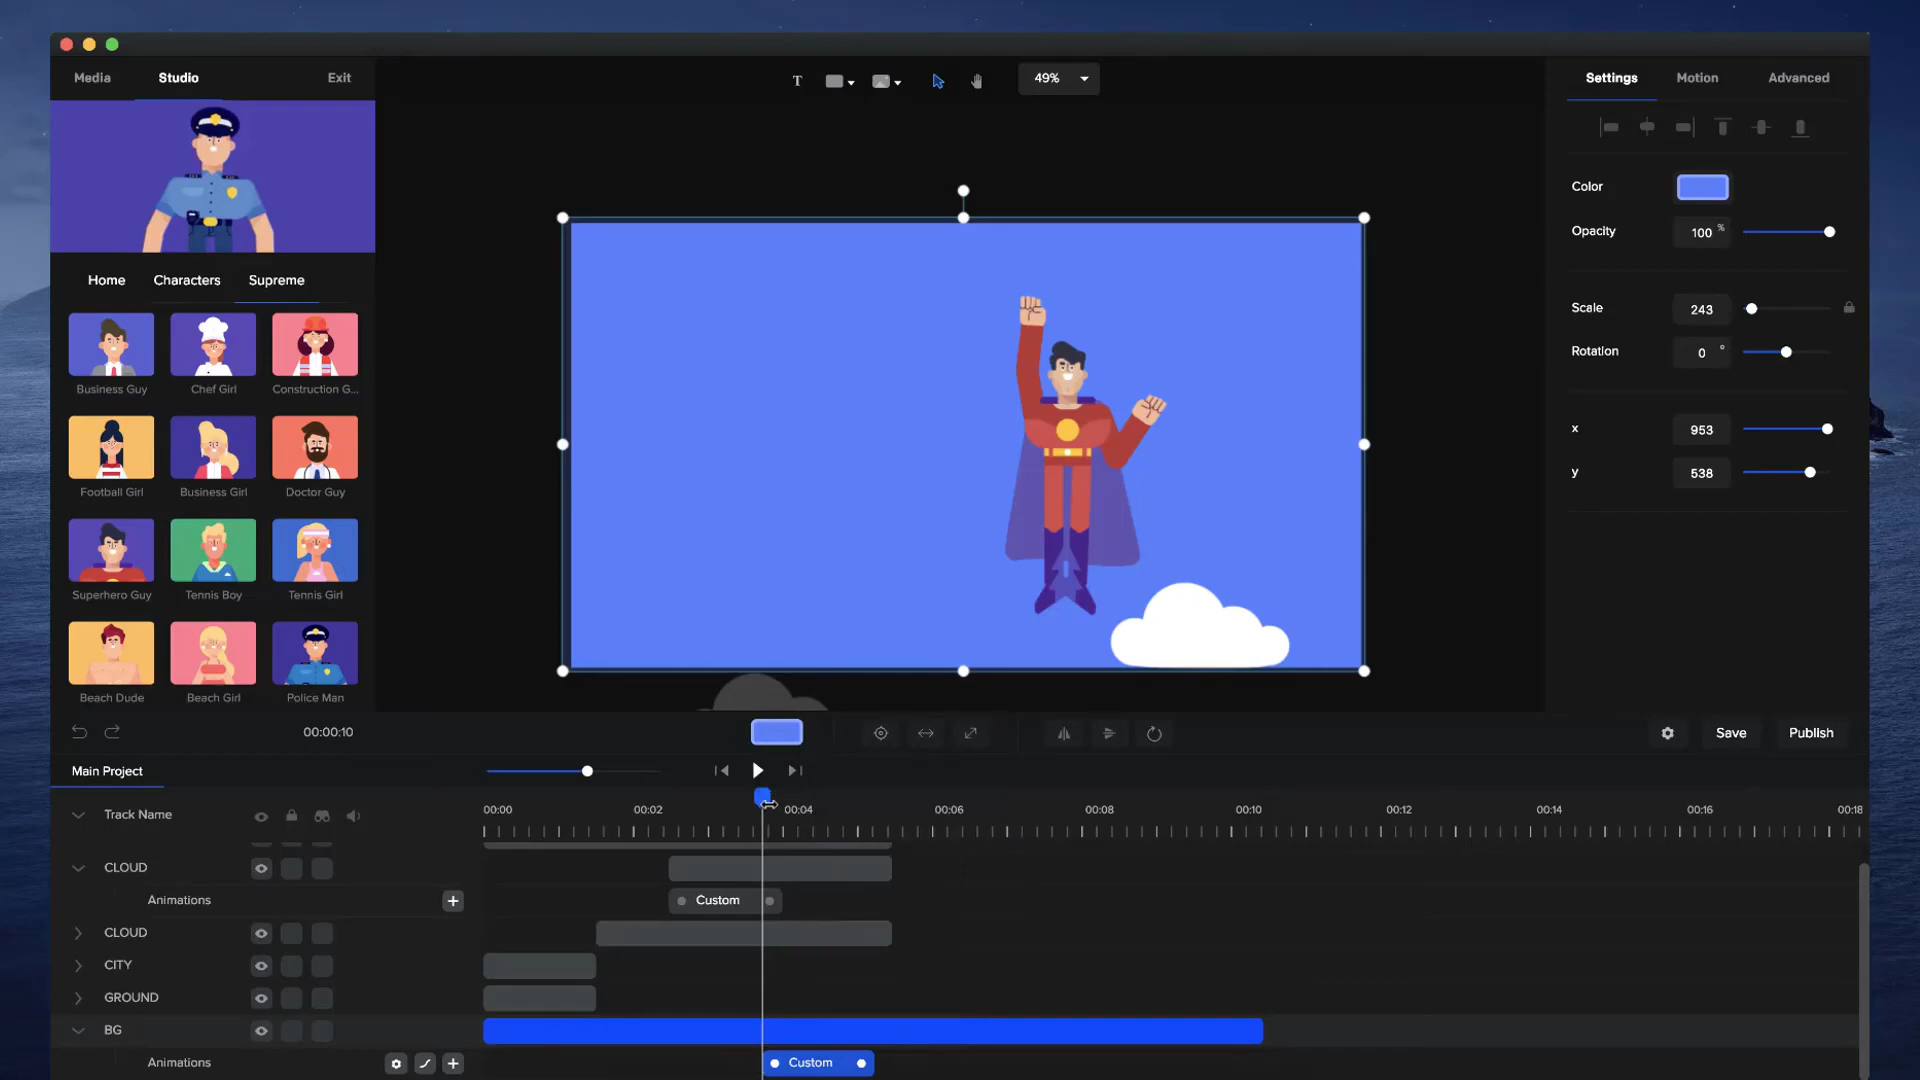 Media Studio Exit
T 49%
Settings Motion Advanced
Color
Opacity 100 %
Scale 243
Rotation 0 °
x 953
y 538
Home Characters Supreme
Business Guy Chef Girl Construction G...
Football Girl Business Girl Doctor Guy
Superhero Guy Tennis Boy Tennis Girl
Beach Dude Beach Girl Police Man
00:00:10
Save Publish
Main Project
Track Name
00:00 00:02 00:04 00:06 00:08 00:10 00:12 00:14 00:16 00:18
CLOUD
Animations + Custom
CLOUD
CITY
GROUND
BG
Animations + Custom